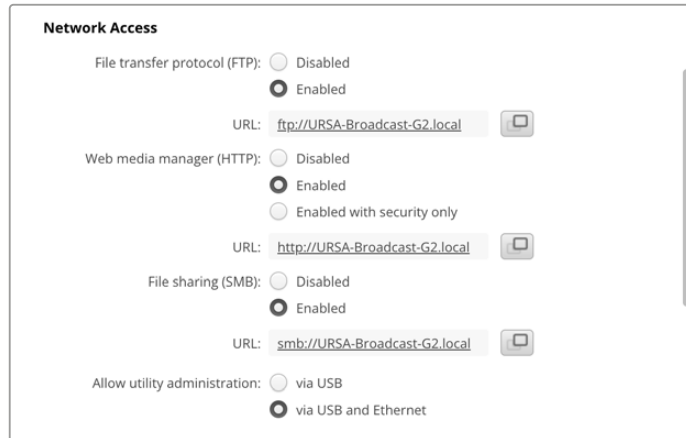 Network Access
File transfer protocol (FTP): Disabled
Enabled
URL: ftp://URSA-Broadcast-G2.local
Web media manager (HTTP): Disabled
Enabled
Enabled with security only
URL: http://URSA-Broadcast-G2.local
File sharing (SMB): Disabled
Enabled
URL: smb://URSA-Broadcast-G2.local
Allow utility administration: via USB
via USB and Ethernet